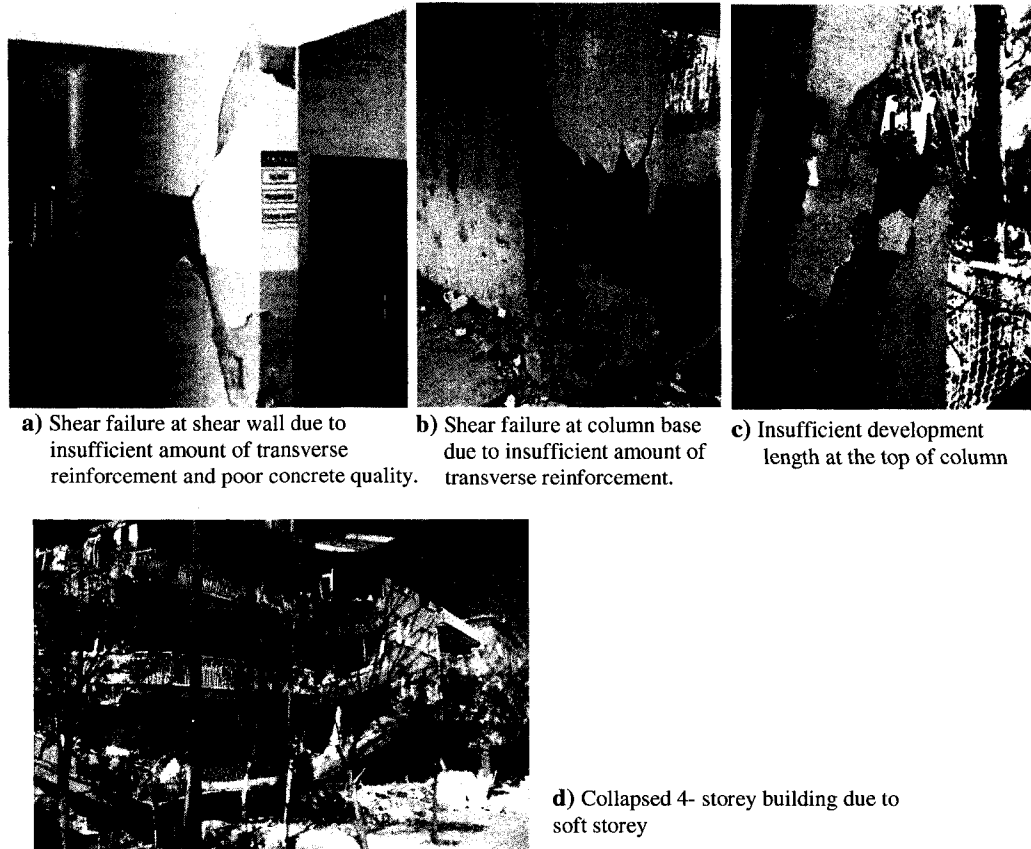 a) Shear failure at shear wall due to
insufficient amount of transverse
reinforcement and poor concrete quality.
b) Shear failure at column base
due to insufficient amount of
transverse reinforcement.
c) Insufficient development
length at the top of column
d) Collapsed 4- storey building due to
soft storey